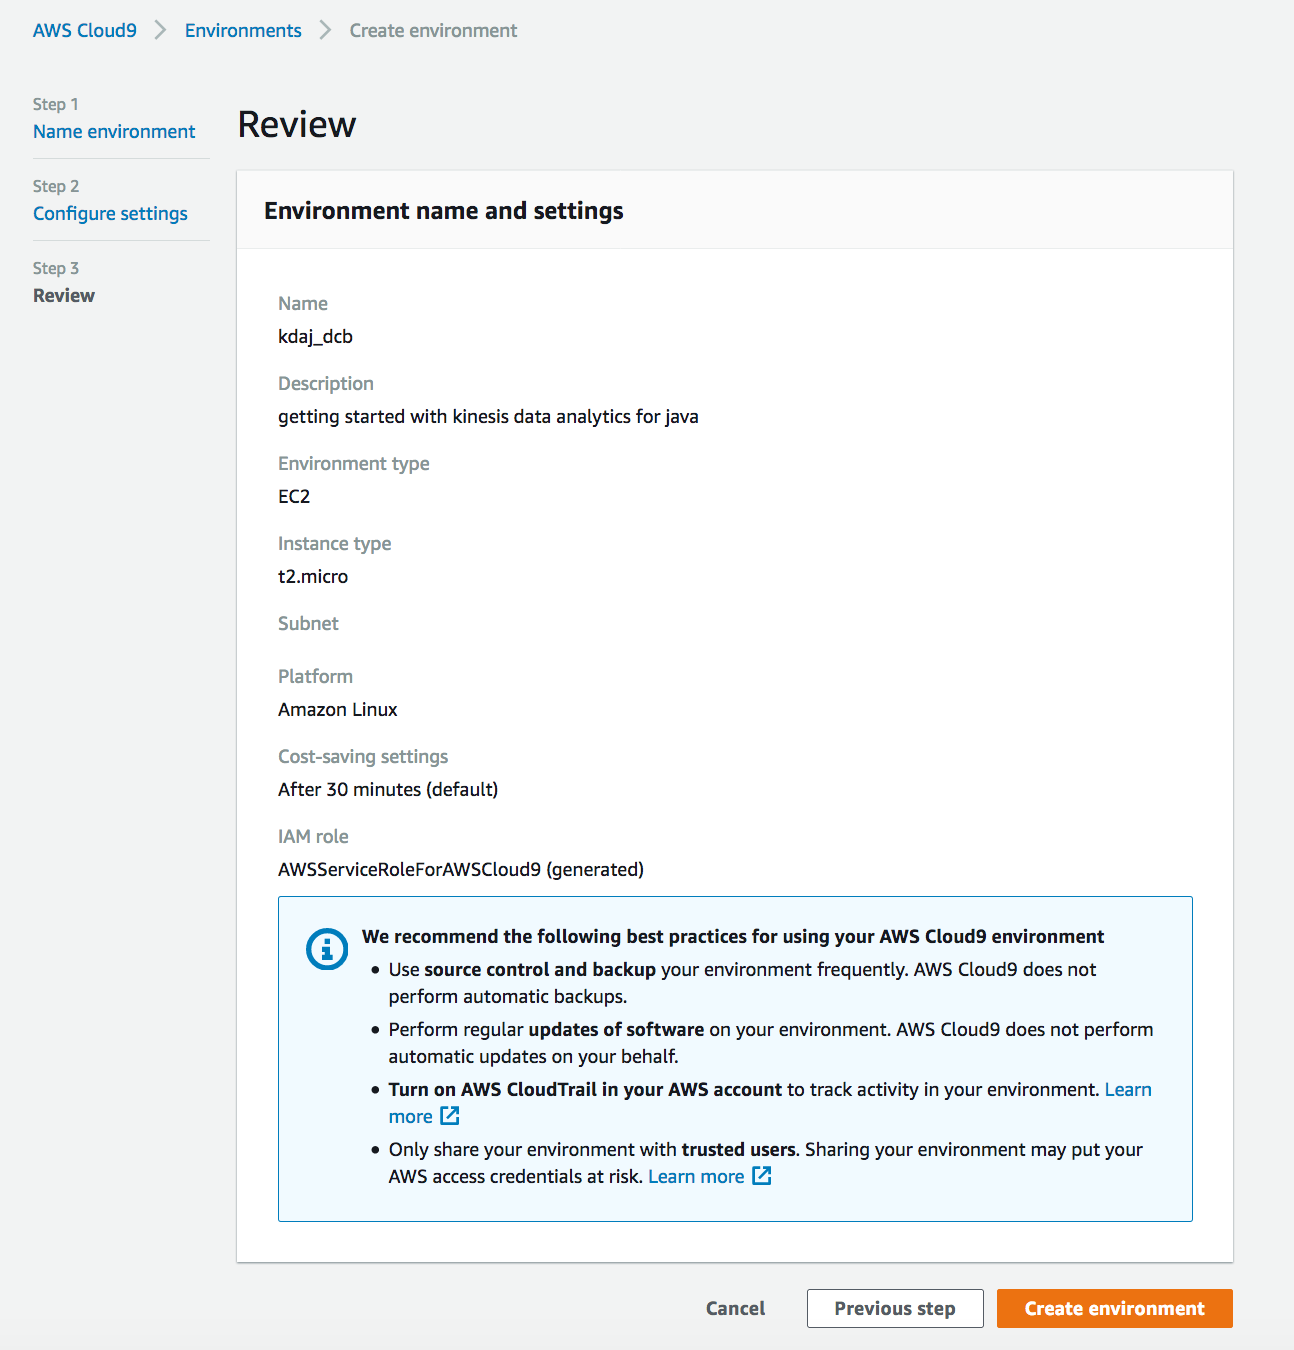 AWS Cloud9 Environments Create environment
Step 1
Name environment
Step 2
Configure settings
Step 3
Review
Review
Environment name and settings
Name
kdaj_dcb
Description
getting started with kinesis data analytics for java
Environment type
EC2
Instance type
t2.micro
Subnet
Platform
Amazon Linux
Cost-saving settings
After 30 minutes (default)
IAM role
AWSServiceRoleForAWSCloud9 (generated)
We recommend the following best practices for using your AWS Cloud9 environment
• Use source control and backup your environment frequently. AWS Cloud9 does not
perform automatic backups.
• Perform regular updates of software on your environment. AWS Cloud9 does not perform
automatic updates on your behalf.
• Turn on AWS CloudTrail in your AWS account to track activity in your environment. Learn
more
• Only share your environment with trusted users. Sharing your environment may put your
AWS access credentials at risk. Learn more
Cancel Previous step Create environment